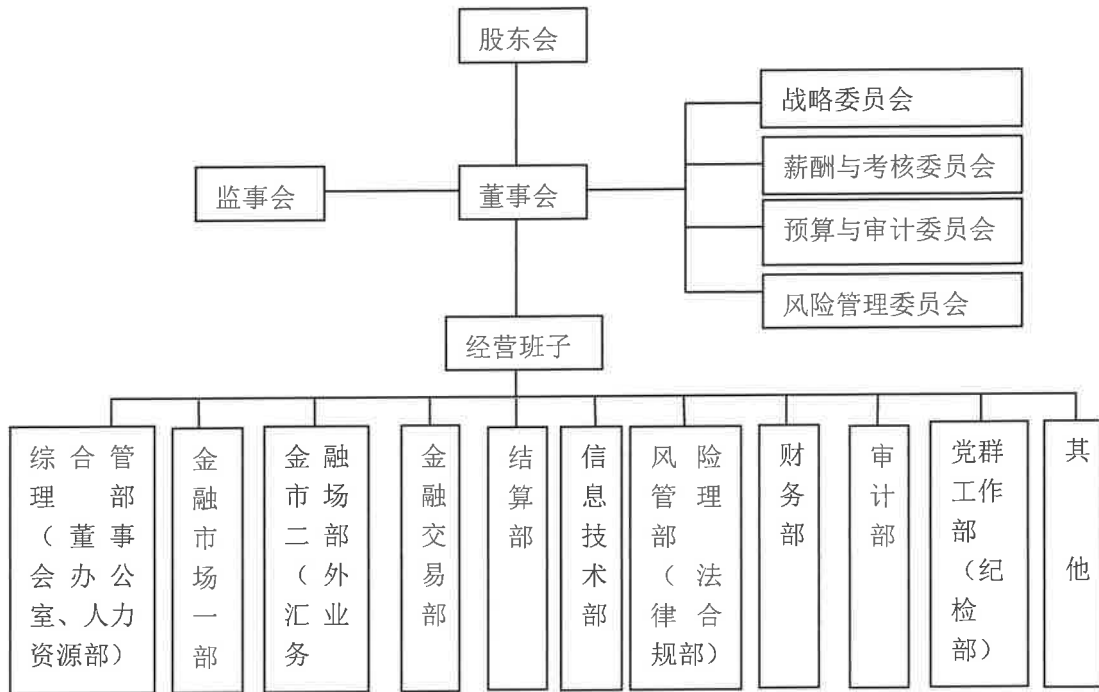 股东会
战略委员会
薪酬与考核委员会
监事会
董事会
预算与审计委员会
风险管理委员会
经营班子
综合管
理部
（董事
会办公
室、人力
资源部）
金
融
市
场
一
部
金融
市场
二部
（外
汇业
务
金
融
交
易
部
结
算
部
信
息
技
术
部
风险
管理
部
（法
律合
规部）
财
务
部
审
计
部
党群
工作
部
（纪
检
部）
其
他